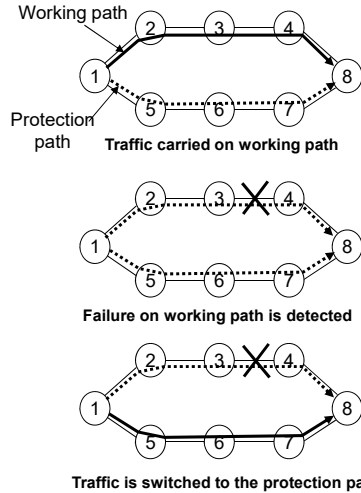 Working path
2 3 4
1 8
Protection
path
5 6 7
Traffic carried on working path
2 3 4
1 8
5 6 7
Failure on working path is detected
2 3 4
1 8
5 6 7
Traffic is switched to the protection pa